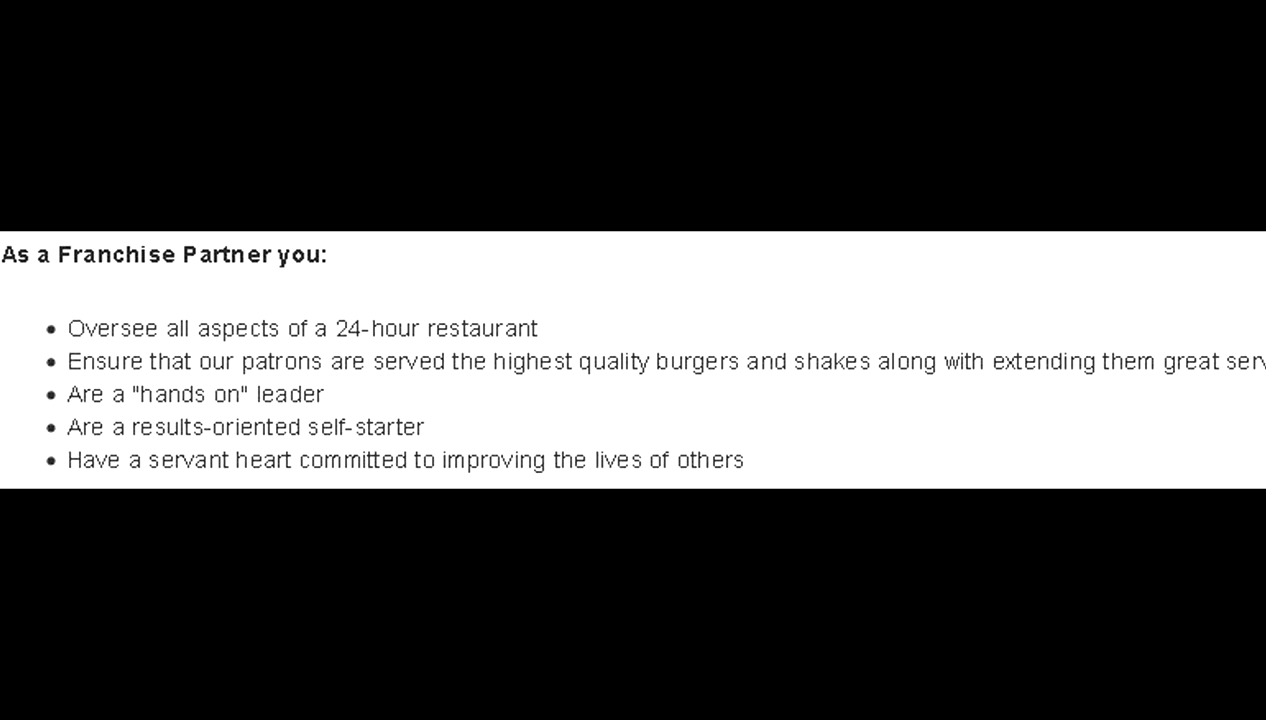 As a Franchise Partner you:
• Oversee all aspects of a 24-hour restaurant
• Ensure that our patrons are served the highest quality burgers and shakes along with extending them great
• Are a "hands on" leader
• Are a results-oriented self-starter
• Have a servant heart committed to improving the lives of others